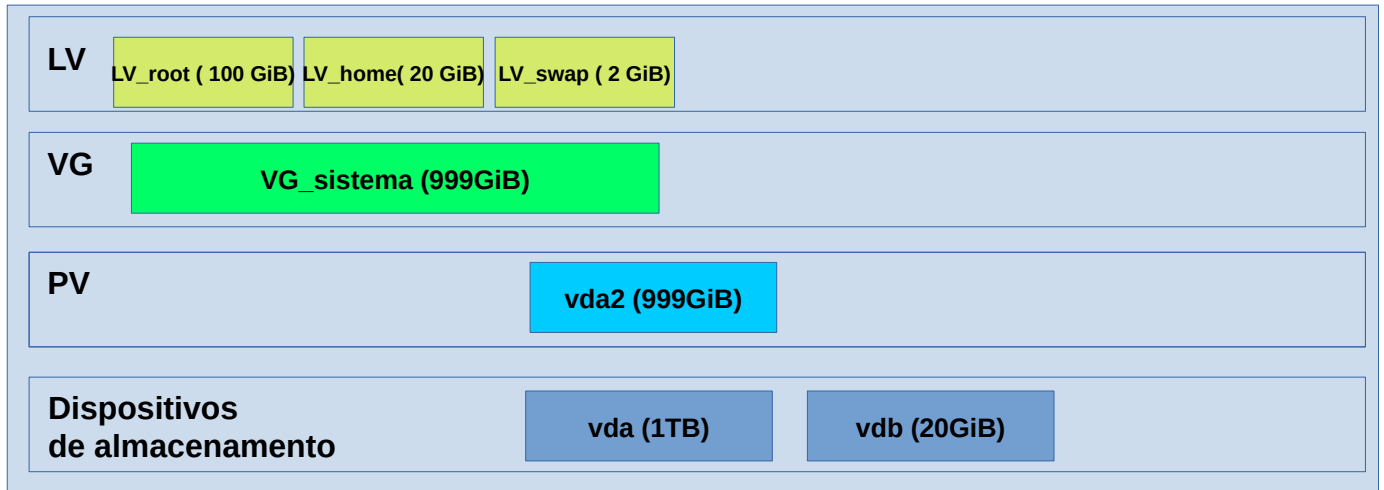 LV
LV_root ( 100 GiB)
LV_home( 20 GiB)
LV_swap ( 2 GiB)
VG
VG_sistema (999GiB)
PV
vda2 (999GiB)
Dispositivos
de almacenamento
vda (1TB)
vdb (20GiB)